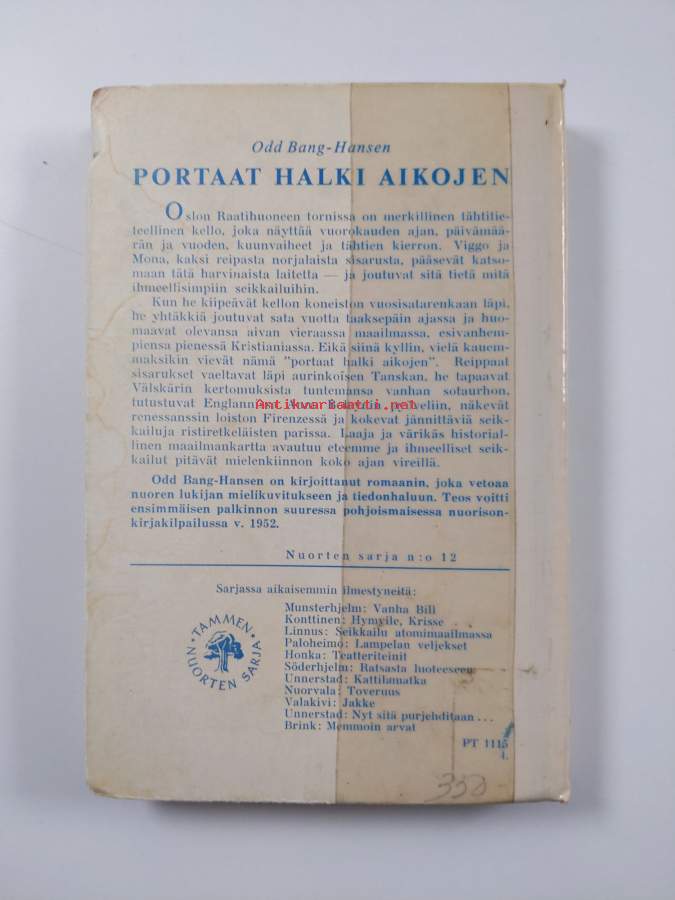 Odd Bang-Hansen
PORTAAT HALKI AIKOJEN
Oslon Raatihuoneen tornissa on merkillinen tähtitie-
teellinen kello, joka näyttää vuorokauden ajan, päivämää-
rän ja vuoden, kuunvaiheet ja tähtien kierron. Viggo ja
Mona, kaksi reipasta norjalaista sisarusta, pääsevät katso-
maan tätä harvinaista laitetta — ja joutuvat sitä tietä mitä
ihmeellisimpiin seikkailuihin.
Kun he kiipeävät kellon koneiston vuosisatarenkaan läpi,
he yhtäkkiä joutuvat sata vuotta taaksepäin ajassa ja huo-
maavat olevansa aivan vieraassa maailmassa, esivanhem-
piensa pienessä Kristianiassa. Eikä siinä kyllin, vielä kauem-
maksikin vievät nämä "portaat halki aikojen". Reippaat
sisarukset vaeltavat läpi aurinkoisen Tanskan, he tapaavat
Välskärin kertomuksista tuntemansa vanhan sotaurhon,
tutustuvat Englannin
Antikvariaatti.net
näkevät
renessanssin loiston Firenzessä ja kokevat jännittäviä seik-
kailuja ristiretkeläisten parissa. Laaja ja värikäs historial-
linen maailmankartta avautuu eteemme ja ihmeelliset seik-
kailut pitävät mielenkiinnon koko ajan vireillä.
Odd Bang-Hansen on kirjoittanut romaanin, joka vetoaa
nuoren lukijan mielikuvitukseen ja tiedonhaluun. Teos voitti
ensimmäisen palkinnon suuressa pohjoismaisessa nuorison-
kirjakilpailussa v. 1952.
Nuorten sarja n:o 12
Sarjassa aikaisemmin ilmestyneitä:
Munsterhjelm: Vanha Bili
Konttinen: Hymyile, Krisse
Linnus: Seikkailu atomimaailmassa
Paloheimo: Lampelan veljekset
Honka: Teatteriteinit
Söderhjelm: Ratsasta luoteeseen
Unnerstad: Kattilamatka
Nuorvala: Toveruus
Valakivi: Jakke
Unnerstad: Nyt sitä purjehditaan...
Brink: Memmoin arvat
TAMMEN
NUORTEN SARJA
PT 1115
4.
350